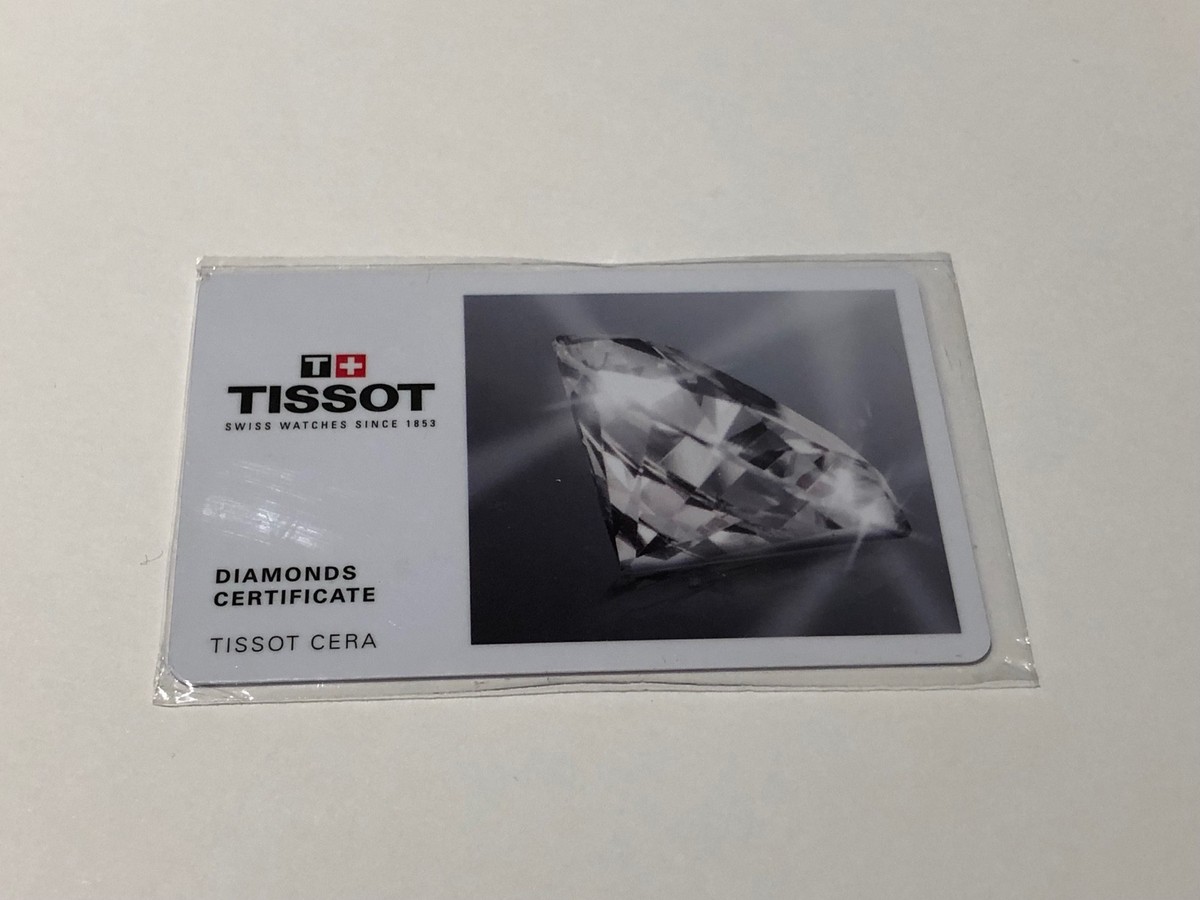 T+
TISSOT
SWISS WATCHES SINCE 1853
DIAMONDS
CERTIFICATE
TISSOT CERA